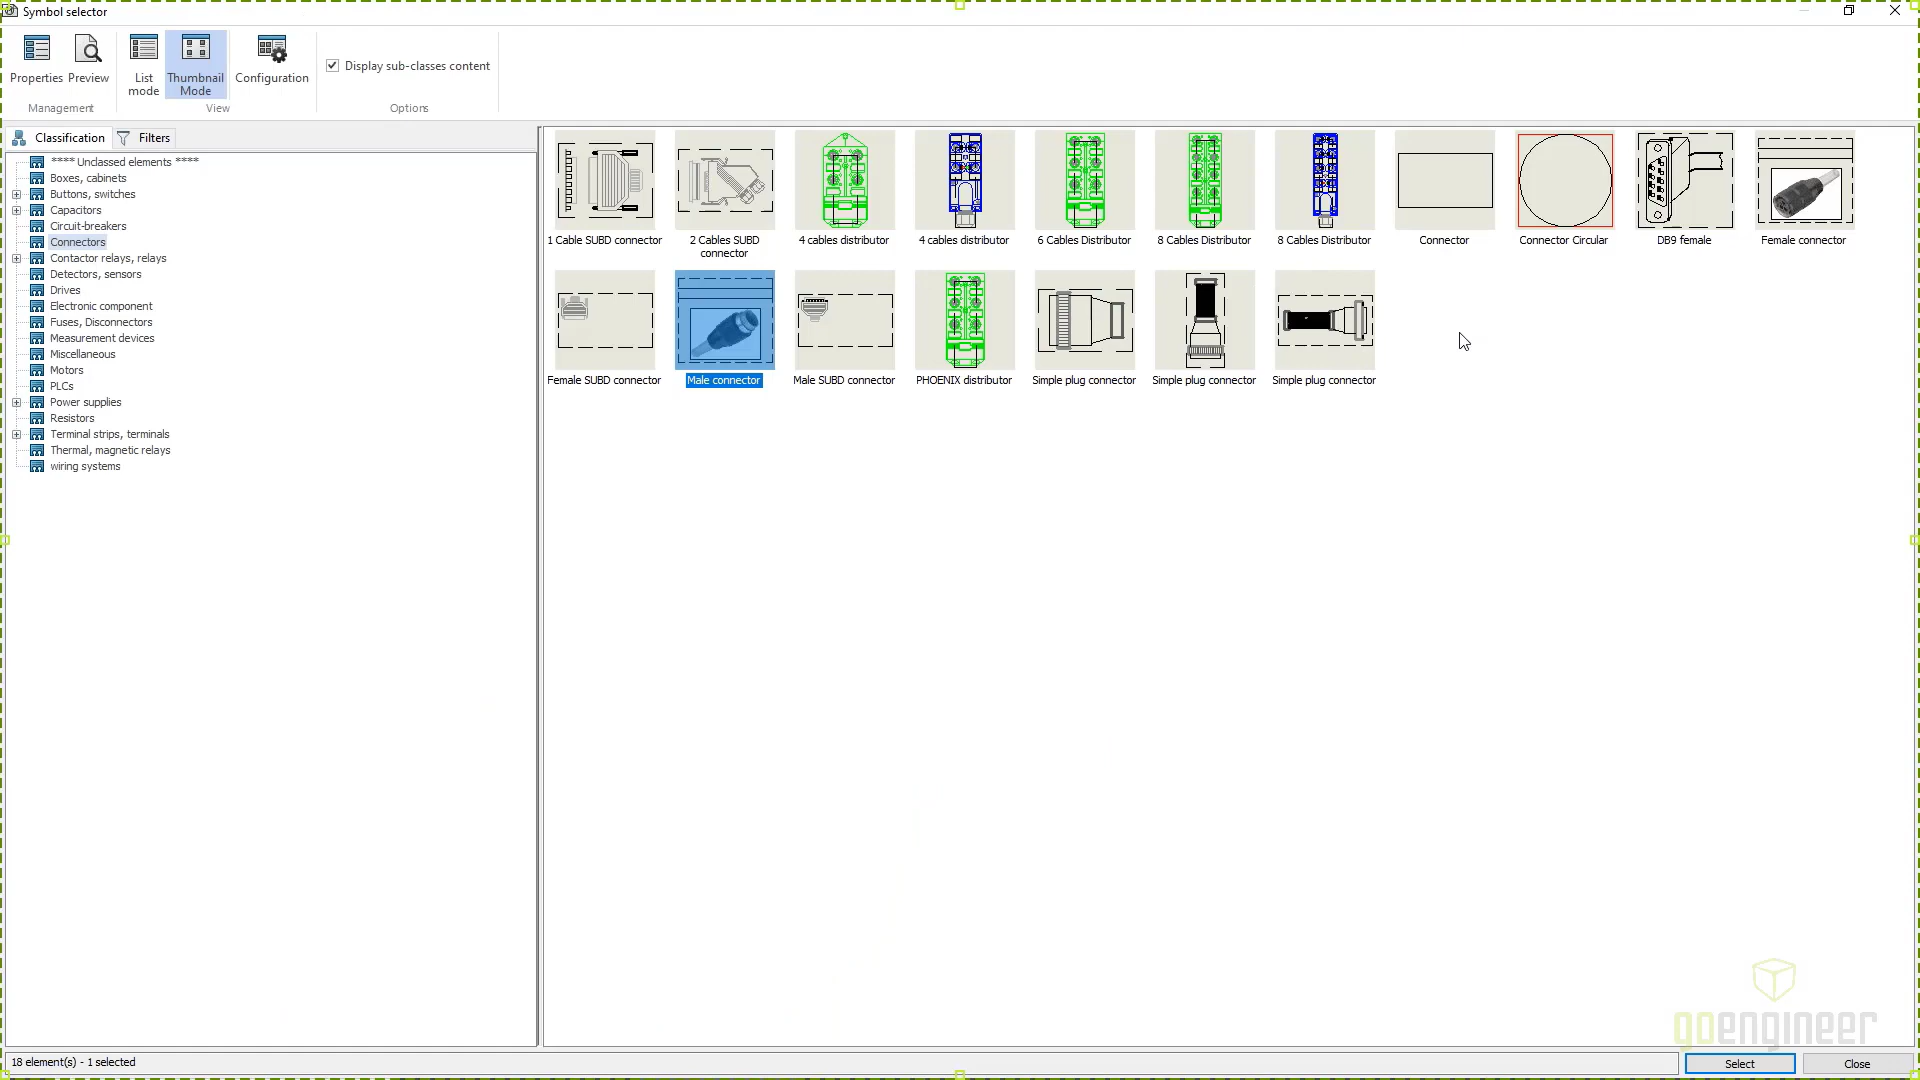 Symbol selector
Properties Preview
List mode
Thumbnail Mode
Configuration
Display sub-classes content
Management
View
Options
Classification
Filters
**** Unclassed elements ****
Boxes, cabinets
Buttons, switches
Capacitors
Circuit-breakers
Connectors
Contactor relays, relays
Detectors, sensors
Drives
Electronic component
Fuses, Disconnectors
Measurement devices
Miscellaneous
Motors
PLCs
Power supplies
Resistors
Terminal strips, terminals
Thermal, magnetic relays
wiring systems
1 Cable SUBD connector
2 Cables SUBD connector
4 cables distributor
4 cables distributor
6 Cables Distributor
8 Cables Distributor
8 Cables Distributor
Connector
Connector Circular
DB9 female
Female connector
Female SUBD connector
Male connector
Male SUBD connector
PHOENIX distributor
Simple plug connector
Simple plug connector
Simple plug connector
goengineer
18 element(s) - 1 selected
Select
Close